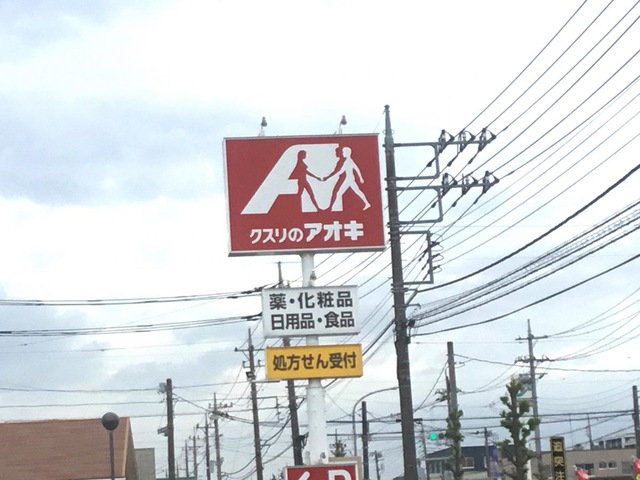 クスリのアオキ
薬・化粧品
日用品・食品
処方せん受付